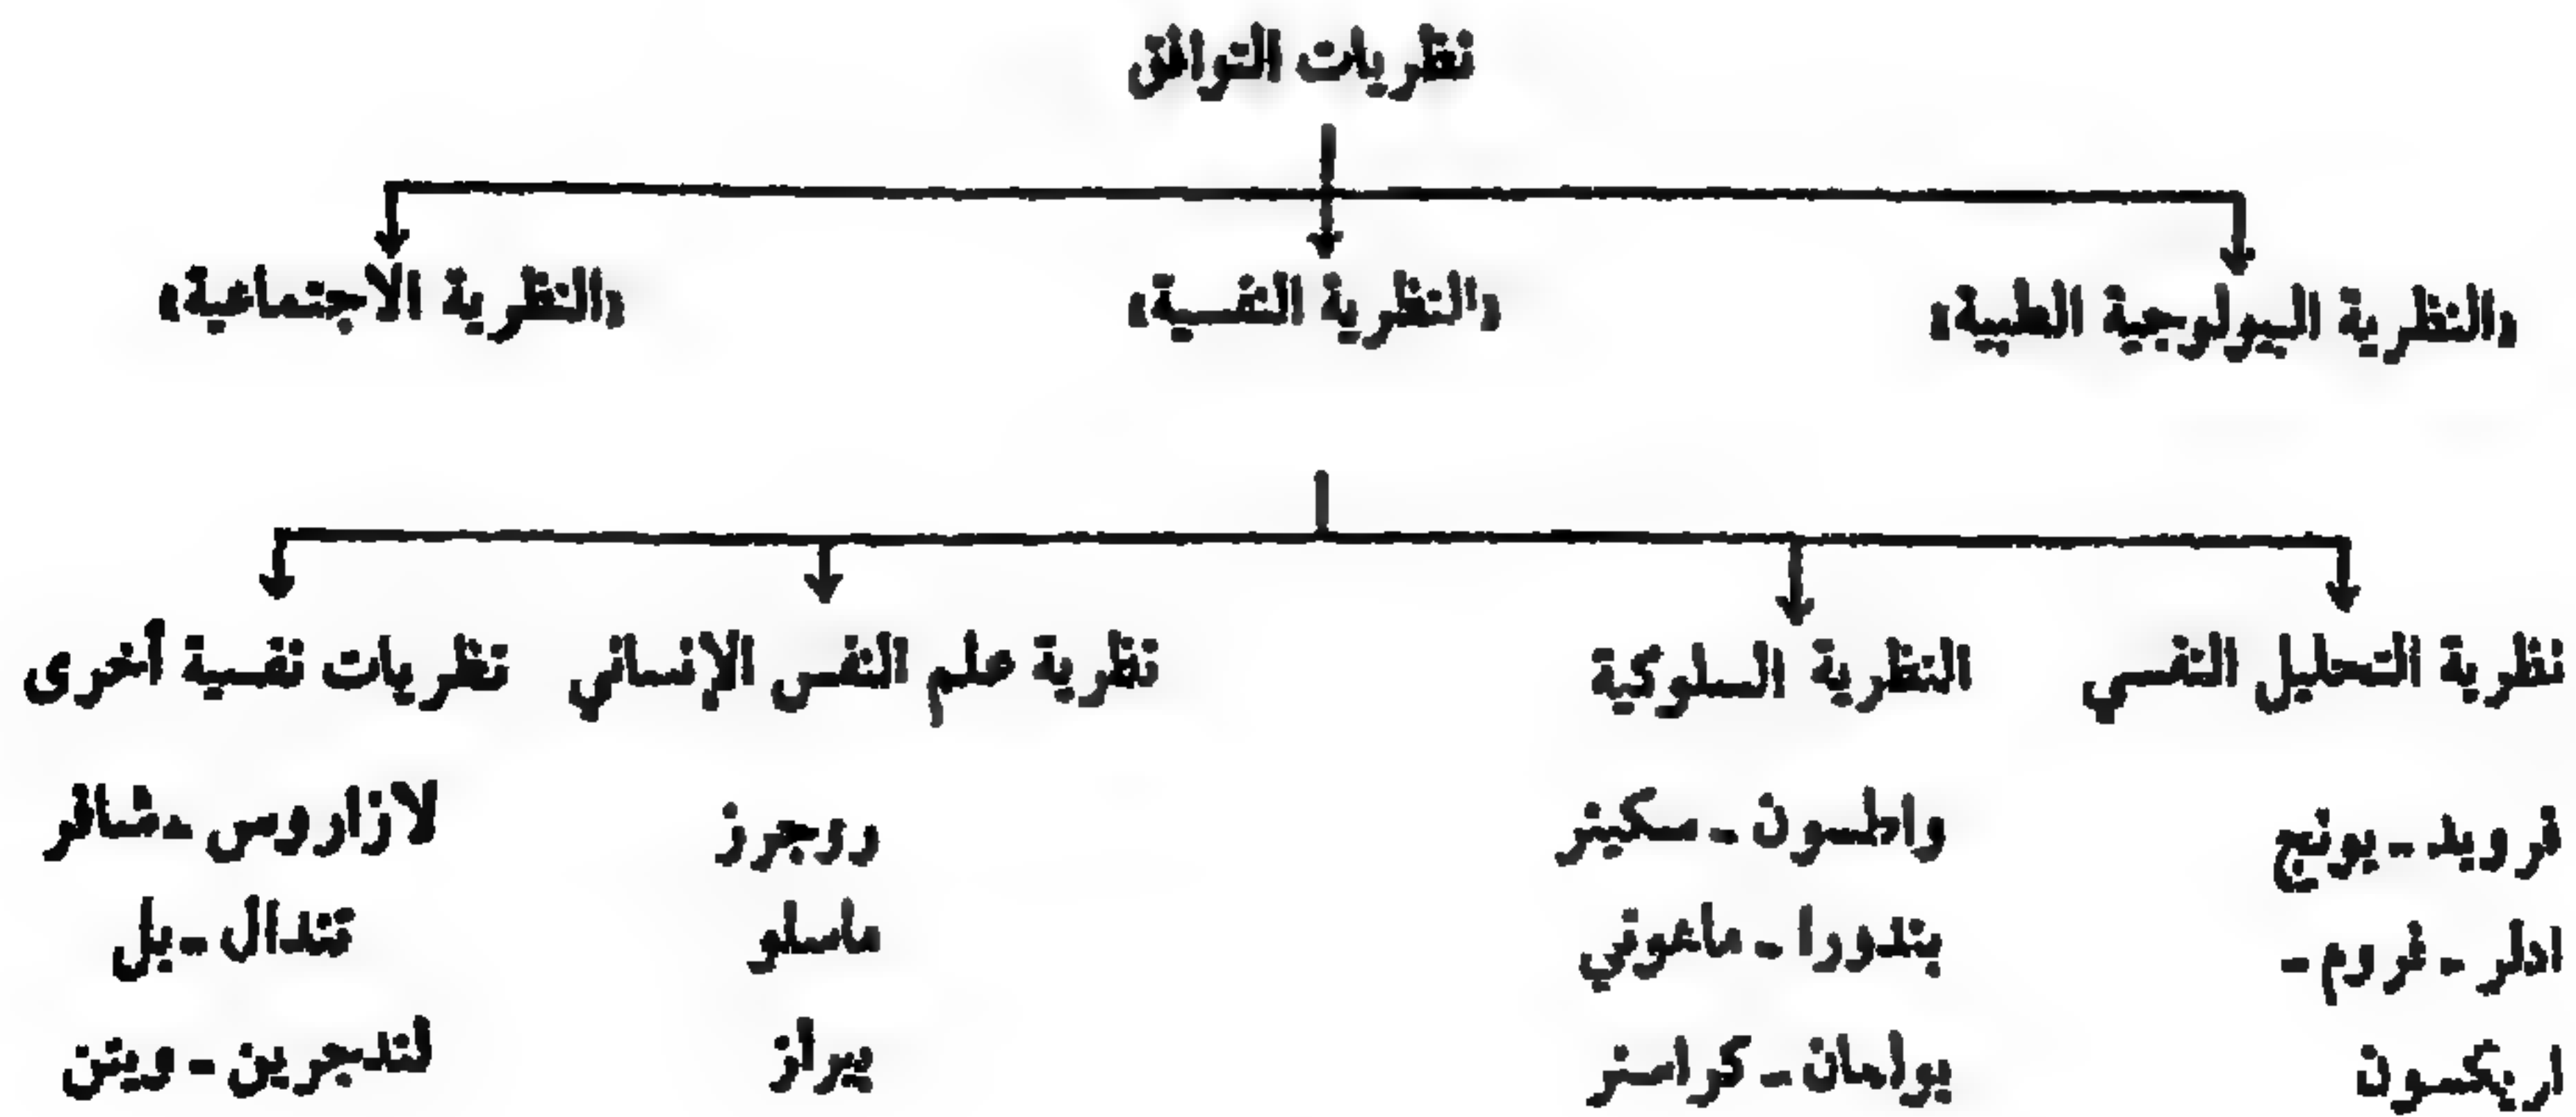 نظريات التوافق
«النظرية البيولوجية الطبية»
«النظرية النفسية»
«النظرية الاجتماعية»
نظرية التحليل النفسي
النظرية السلوكية
نظرية علم النفس الإنساني
نظريات نفسية أخرى
فرويد - يونج
ادلر - فروم -
اريكسون
واطسون - سكينر
بندورا - ماهوني
يولمان - كراسنر
روجرز
ماسلو
بيرلز
لازاروس - شافر
تندال - بل
لندجرين - ويتن